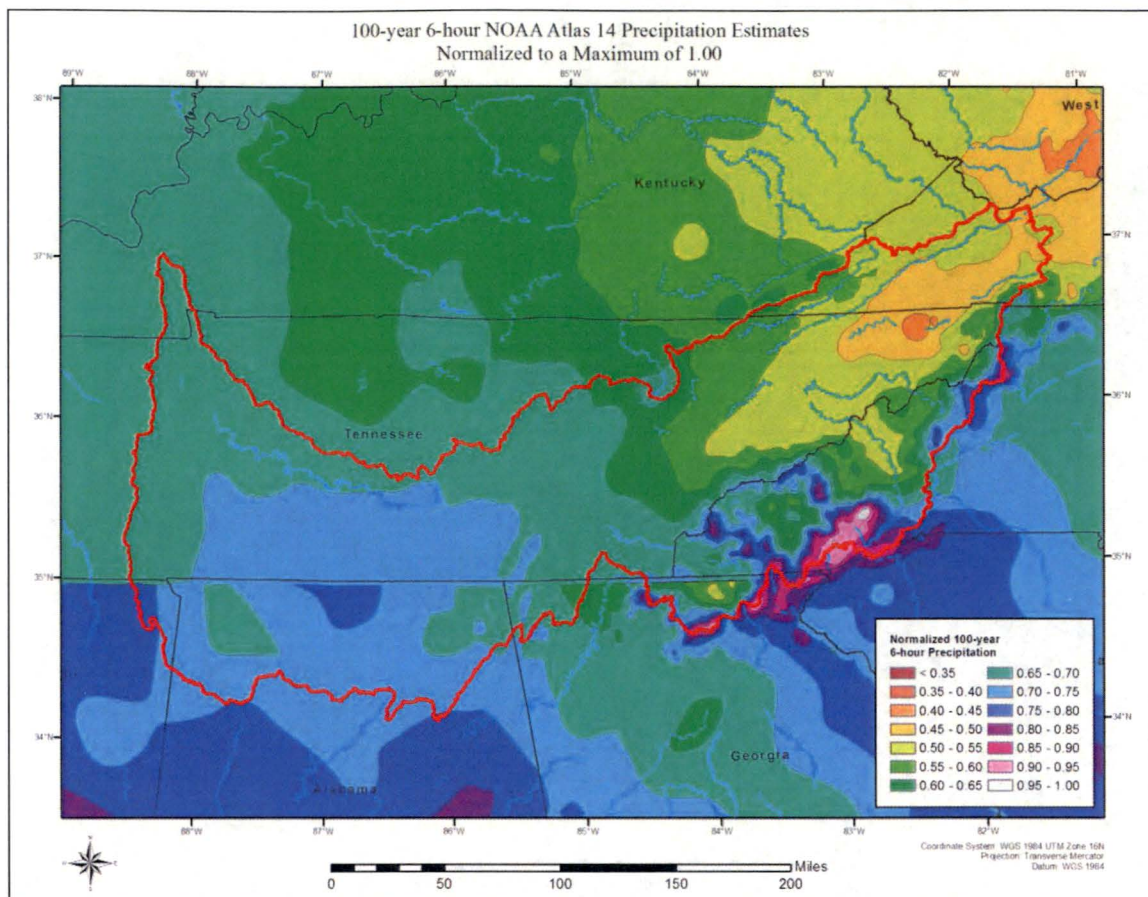 100-year 6-hour NOAA Atlas 14 Precipitation Estimates
Normalized to a Maximum of 1.00
89°W 88°W 87°W 86°W 85°W 84°W 83°W 82°W 81°W
38°N
West
Kentucky
37°N 37°N
36°N 36°N
Tennessee
35°N 35°N
Normalized 100-year
6-hour Precipitation
< 0.35 0.65 - 0.70
0.35 - 0.40 0.70 - 0.75
0.40 - 0.45 0.75 - 0.80
0.45 - 0.50 0.80 - 0.85
0.50 - 0.55 0.85 - 0.90
0.55 - 0.60 0.90 - 0.95
0.60 - 0.65 0.95 - 1.00
34°N 34°N
Georgia
Alabama
88°W 87°W 86°W 85°W 84°W 83°W 82°W
Coordinate System: WGS 1984 UTM Zone 16N
Projection: Transverse Mercator
Datum: WGS 1984
Miles
0 50 100 150 200